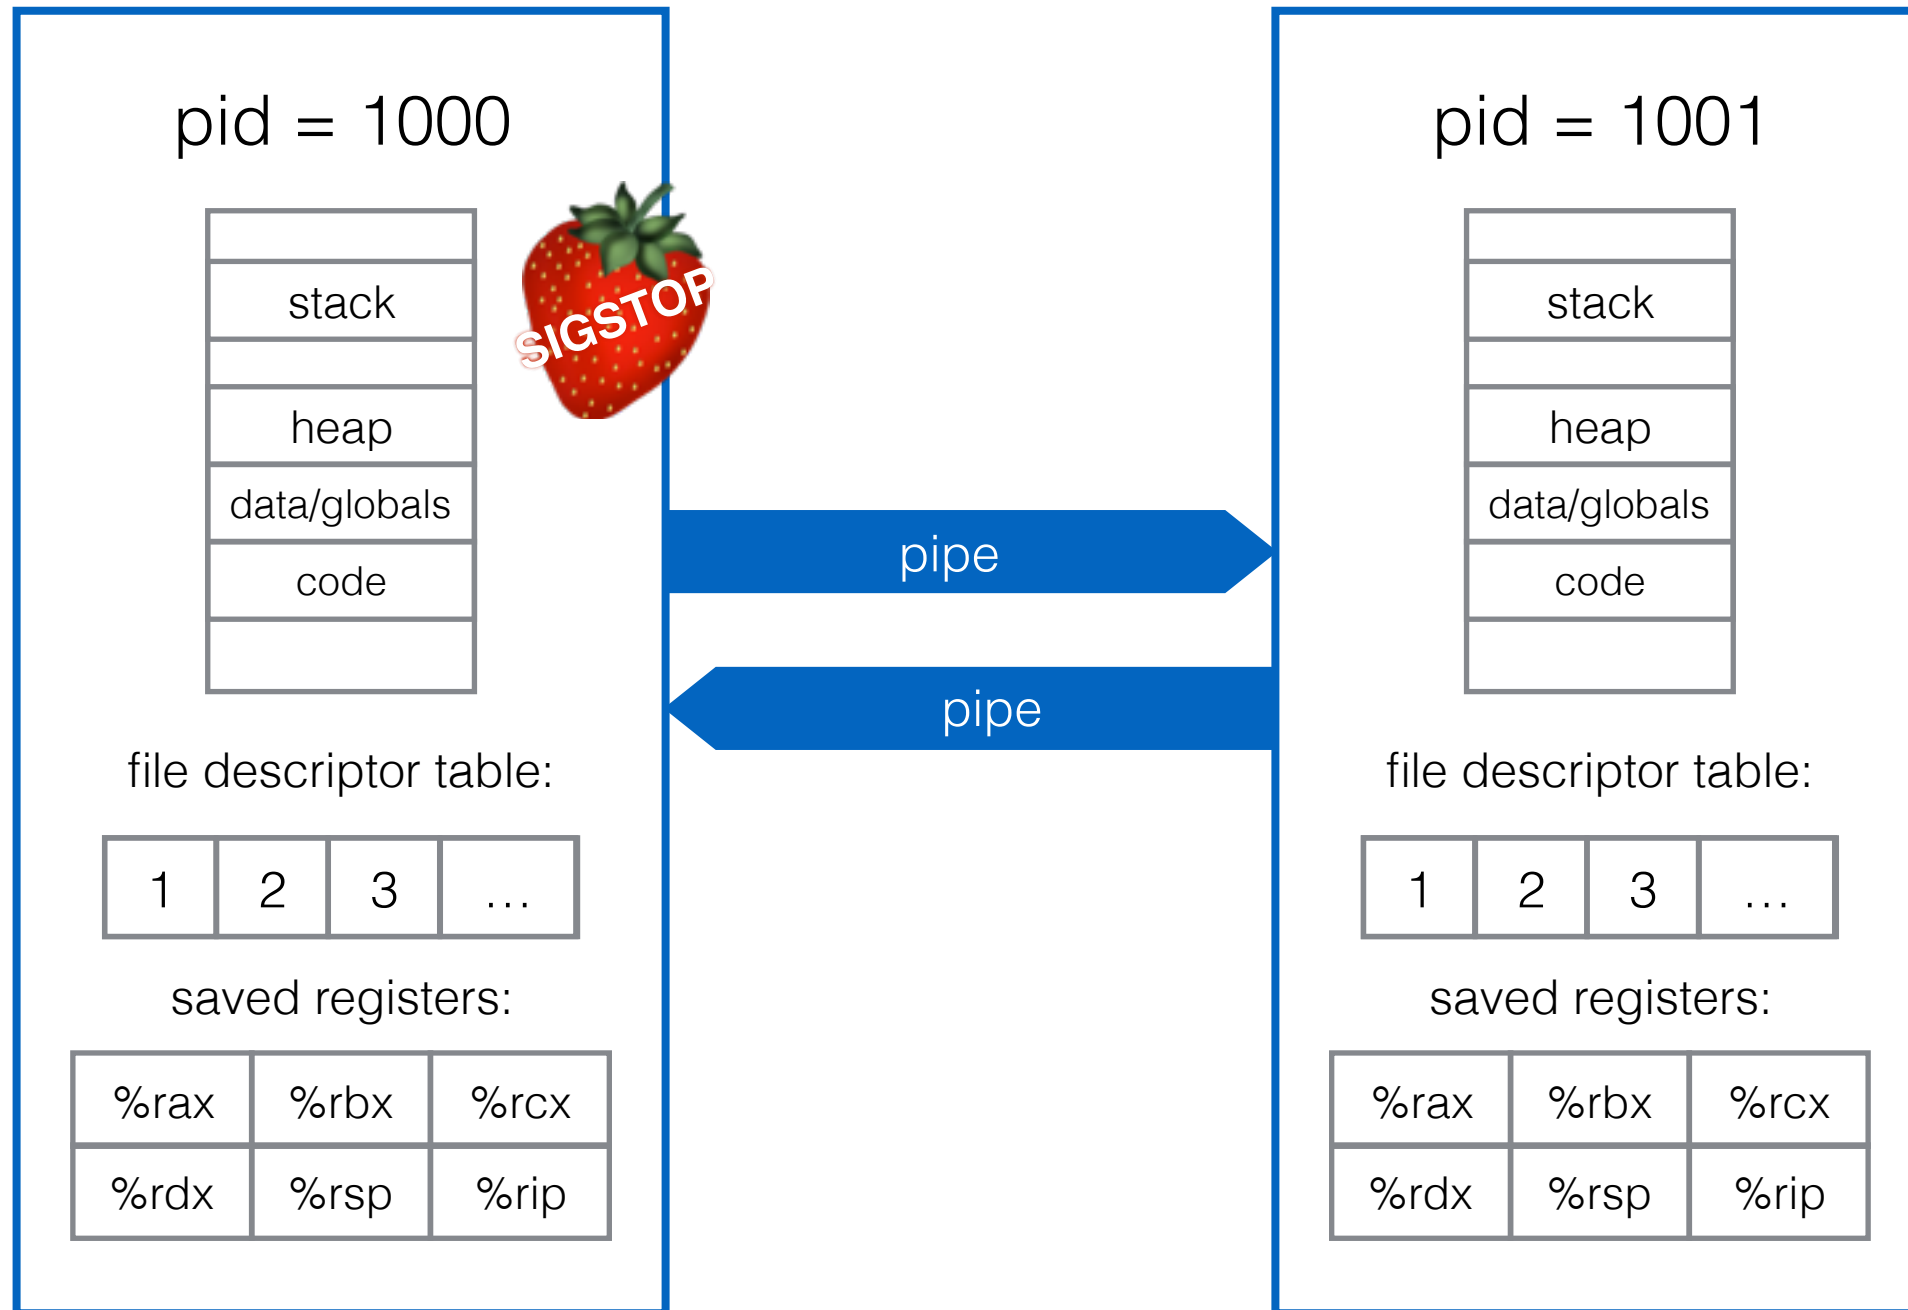 pid = 1000
SIGSTOP
stack
heap
data/globals
code
file descriptor table:
1 2 3 ...
saved registers:
%rax %rbx %rcx
%rdx %rsp %rip
pipe
pipe
pid = 1001
stack
heap
data/globals
code
file descriptor table:
1 2 3 ...
saved registers:
%rax %rbx %rcx
%rdx %rsp %rip